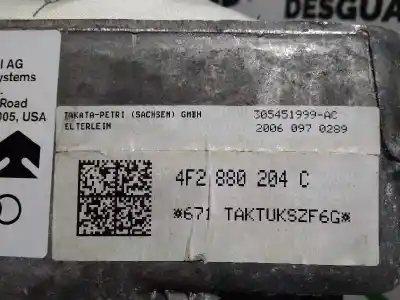 DESGUA
I AG
ystems
Road
005, USA
TAKATA-PETRI (SACHSEN) GMBH
ELTERLEIN
305451999-AC
2006 097 0289
4F2 880 204 C
*671 TAKTUKSZF6G*